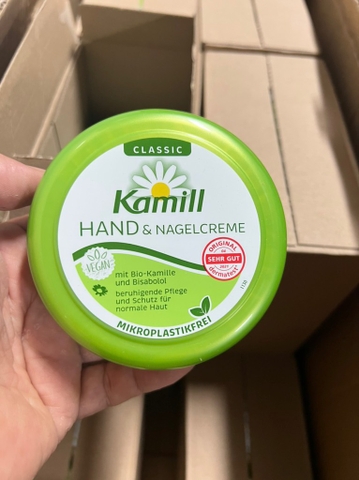 CLASSIC
Kamill
HAND & NAGELCREME
VEGAN
mit Bio-Kamille
und Bisabolol
beruhigende Pflege
und Schutz für
normale Haut
ORIGINAL
SEHR GUT
dermatest
MIKROPLASTIKFREI